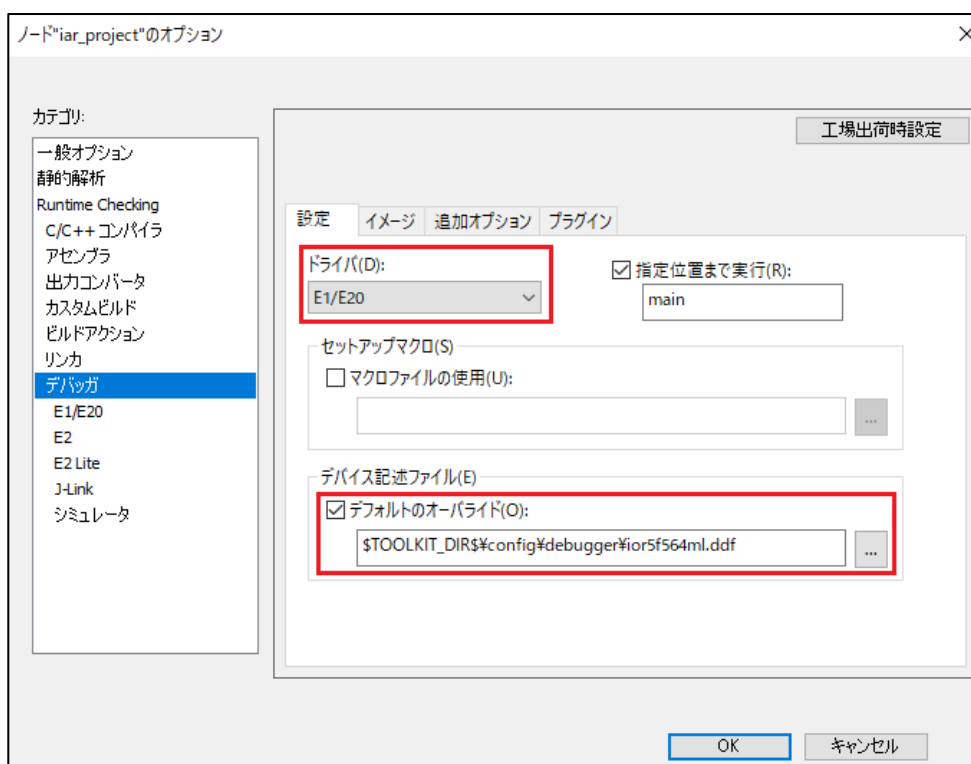 ノード"iar_project"のオプション
カテゴリ:
一般オプション
静的解析
Runtime Checking
C/C++ コンパイラ
アセンブラ
出力コンバータ
カスタムビルド
ビルドアクション
リンカ
デバッガ
E1/E20
E2
E2 Lite
J-Link
シミュレータ
工場出荷時設定
設定 イメージ 追加オプション プラグイン
ドライバ(D):
E1/E20
指定位置まで実行(R):
main
セットアップマクロ(S)
マクロファイルの使用(U):
...
デバイス記述ファイル(E)
デフォルトのオーバライド(O):
$TOOLKIT_DIR$¥config¥debugger¥ior5f564ml.ddf
...
OK キャンセル